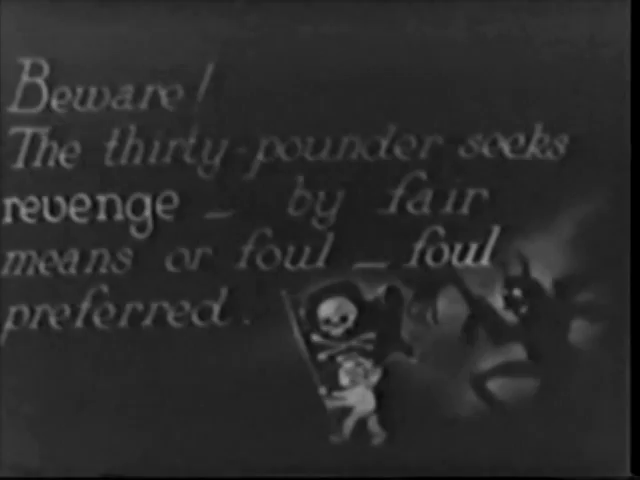 Beware!
The thirty-pounder seeks
revenge – by fair
means or foul – foul
preferred.